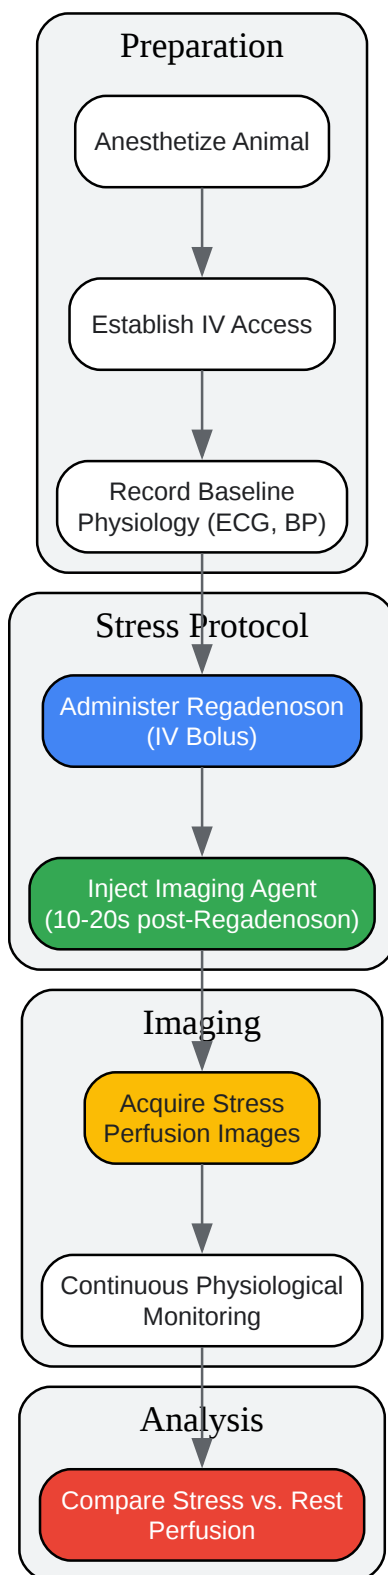 Preparation
Anesthetize Animal
Establish IV Access
Record Baseline
Physiology (ECG, BP)
Stress Protocol
Administer Regadenoson
(IV Bolus)
Inject Imaging Agent
(10-20s post-Regadenoson)
Imaging
Acquire Stress
Perfusion Images
Continuous Physiological
Monitoring
Analysis
Compare Stress vs. Rest
Perfusion